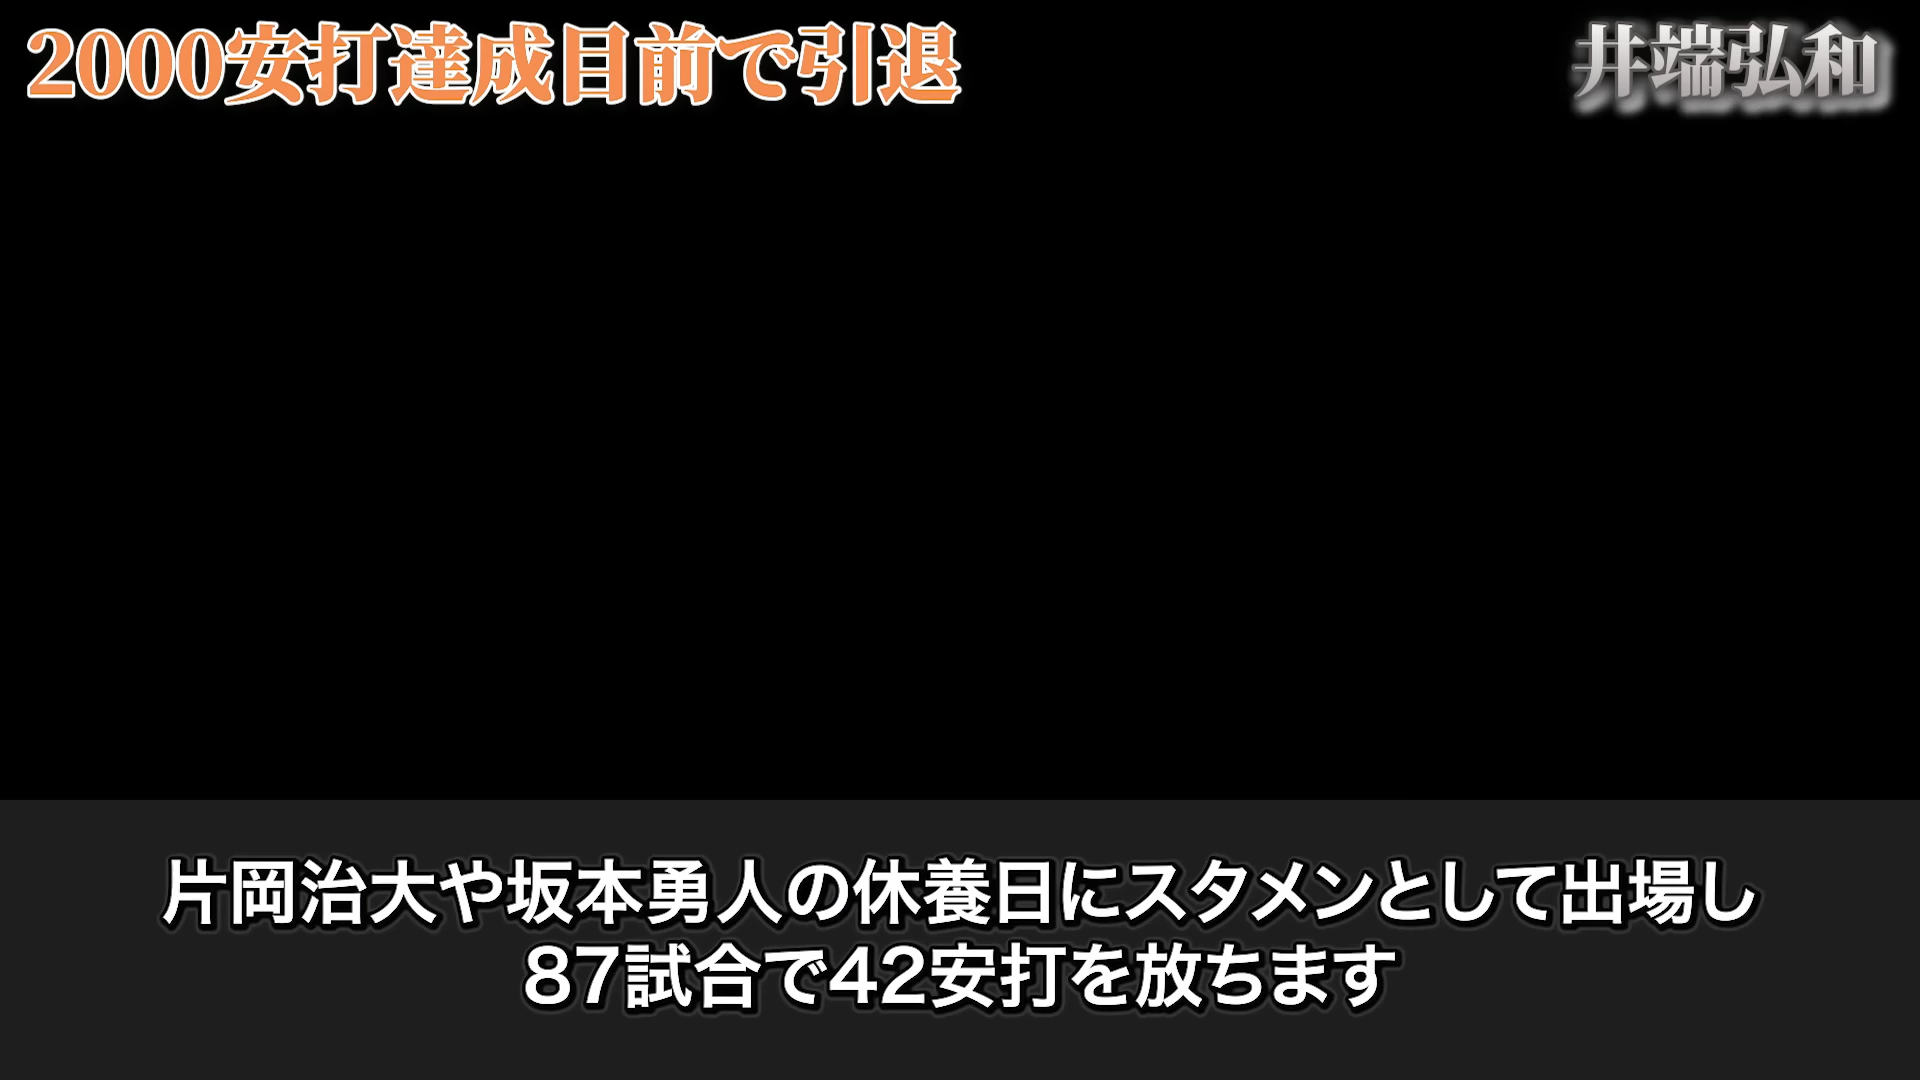 2000安打達成目前で引退
井端弘和
片岡治大や坂本勇人の休養日にスタメンとして出場し
87試合で42安打を放ちます